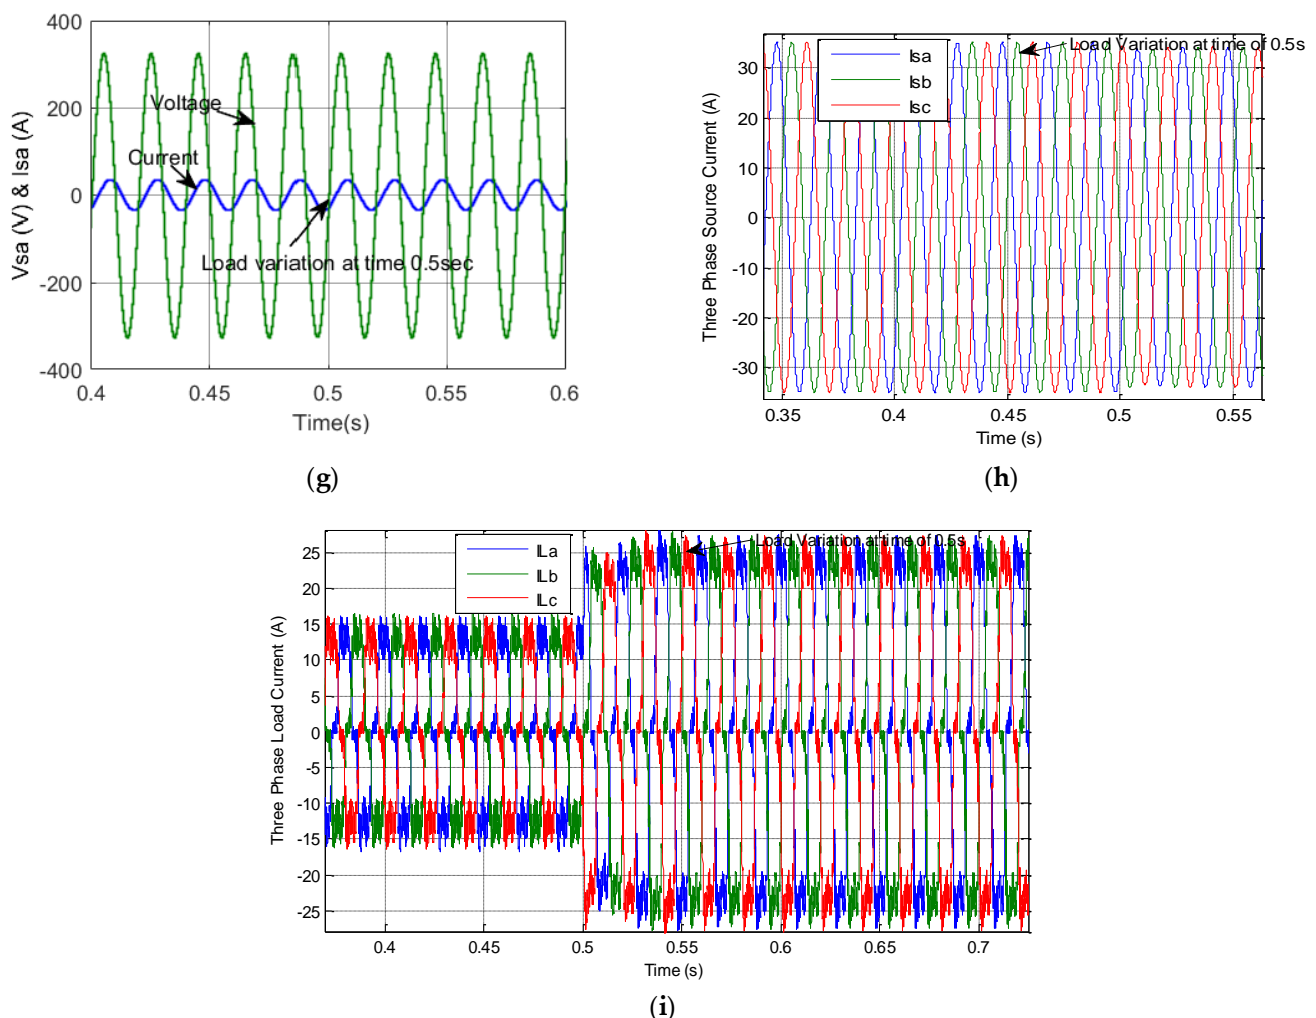 400
200
0
-200
-400
Vsa (V) & Isa (A)
Voltage
Current
Load variation at time 0.5sec
0.4
0.45
0.5
0.55
0.6
Time(s)
(g)
Load Variation at time of 0.5s
Isa
Isb
Isc
30
20
10
0
-10
-20
-30
Three Phase Source Current (A)
0.35
0.4
0.45
0.5
0.55
Time (s)
(h)
Load Variation at time of 0.5s
ILa
ILb
ILc
25
20
15
10
5
0
-5
-10
-15
-20
-25
Three Phase Load Current (A)
0.4
0.45
0.5
0.55
0.6
0.65
0.7
Time (s)
(i)